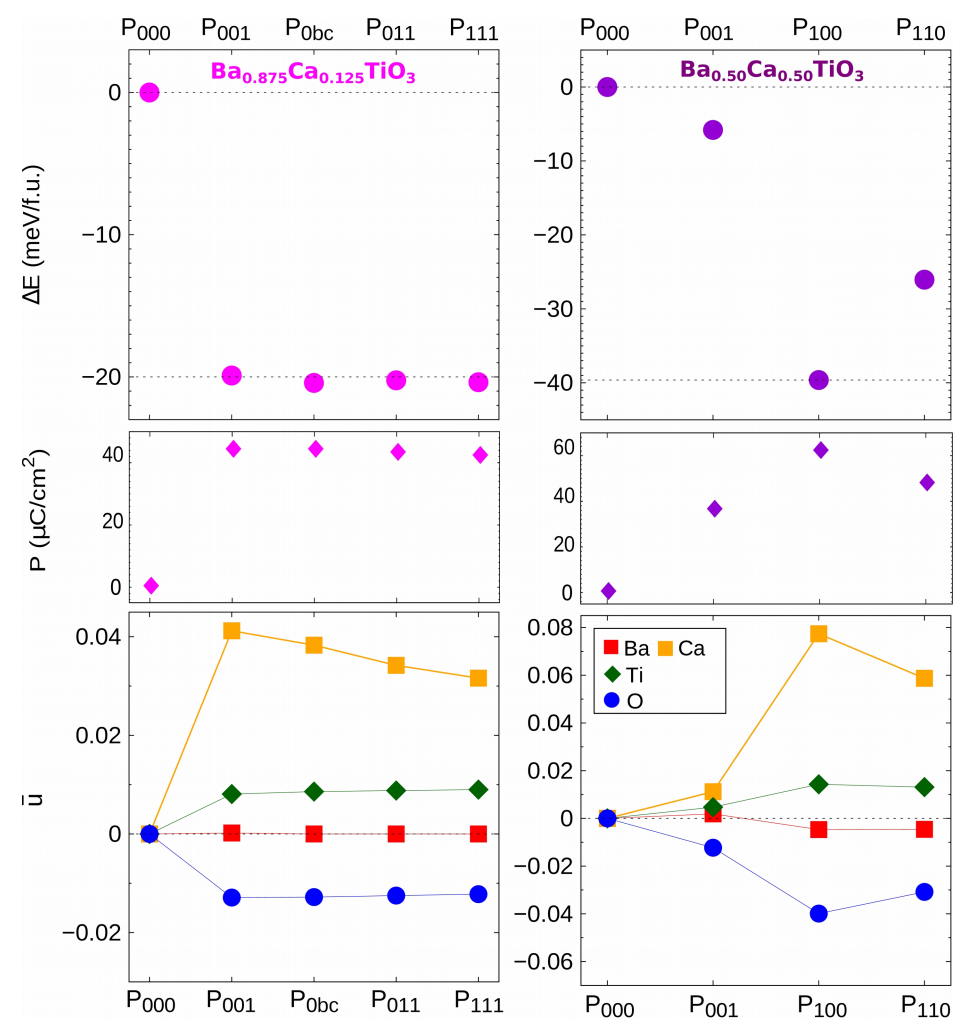 P000 P001 P0bc P011 P111
Ba0.875Ca0.125TiO3
0
−10
−20
ΔE (meV/f.u.)
40
20
0
P (μC/cm2)
0.04
0.02
0
−0.02
ū
P000 P001 P0bc P011 P111
P000 P001 P100 P110
Ba0.50Ca0.50TiO3
0
−10
−20
−30
−40
60
40
20
0
0.08
0.06
0.04
0.02
0
−0.02
−0.04
−0.06
Ba Ca
Ti
O
P000 P001 P100 P110